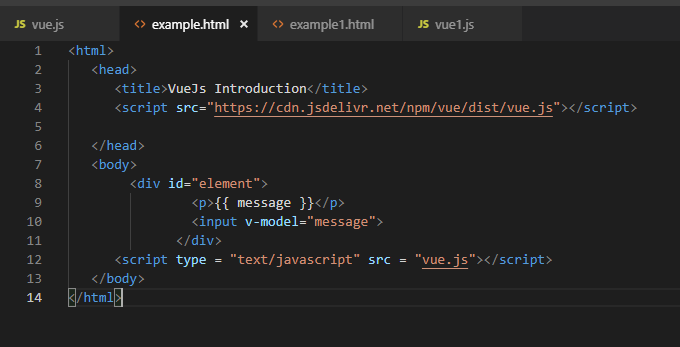 JS vue.js <> example.html × <> example1.html JS vue1.js
1 <html>
2 <head>
3 <title>VueJs Introduction</title>
4 <script src="https://cdn.jsdelivr.net/npm/vue/dist/vue.js"></script>
5
6 </head>
7 <body>
8 <div id="element">
9 <p>{{ message }}</p>
10 <input v-model="message">
11 </div>
12 <script type = "text/javascript" src = "vue.js"></script>
13 </body>
14 </html>